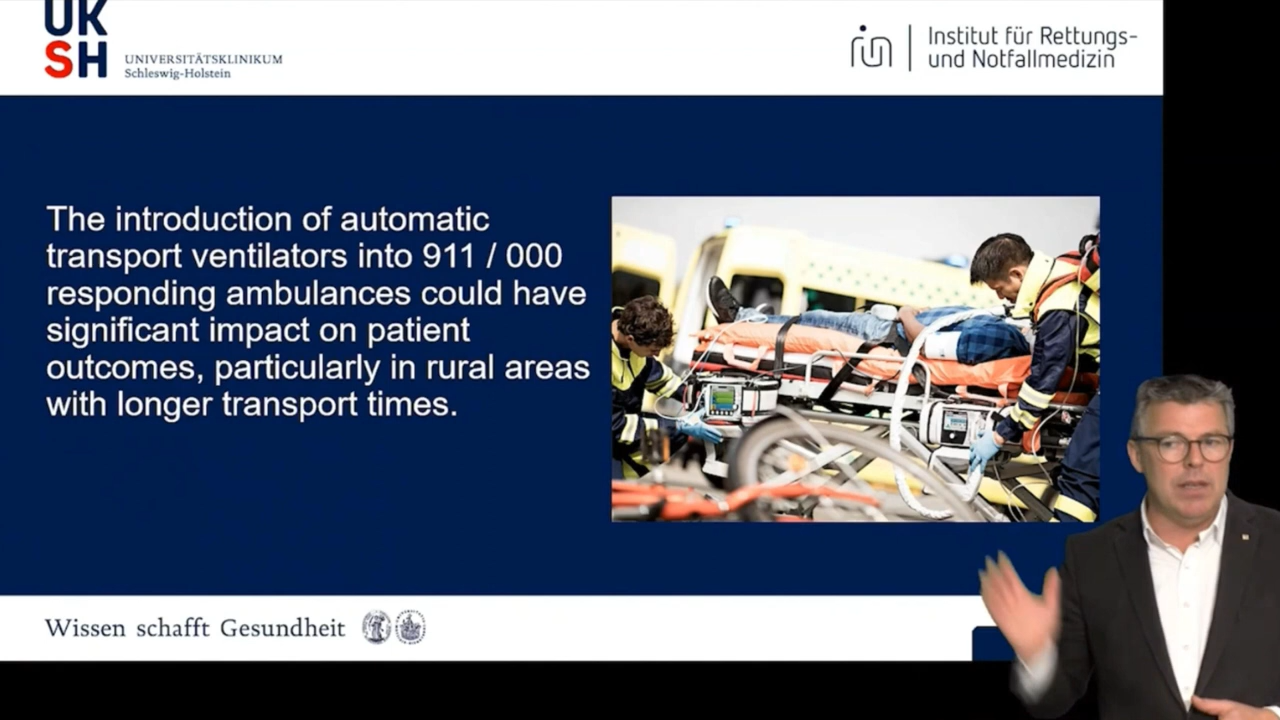 UK
SH
UNIVERSITÄTSKLINIKUM
Schleswig-Holstein
Institut für Rettungs-
und Notfallmedizin
The introduction of automatic
transport ventilators into 911 / 000
responding ambulances could have
significant impact on patient
outcomes, particularly in rural areas
with longer transport times.
Wissen schafft Gesundheit